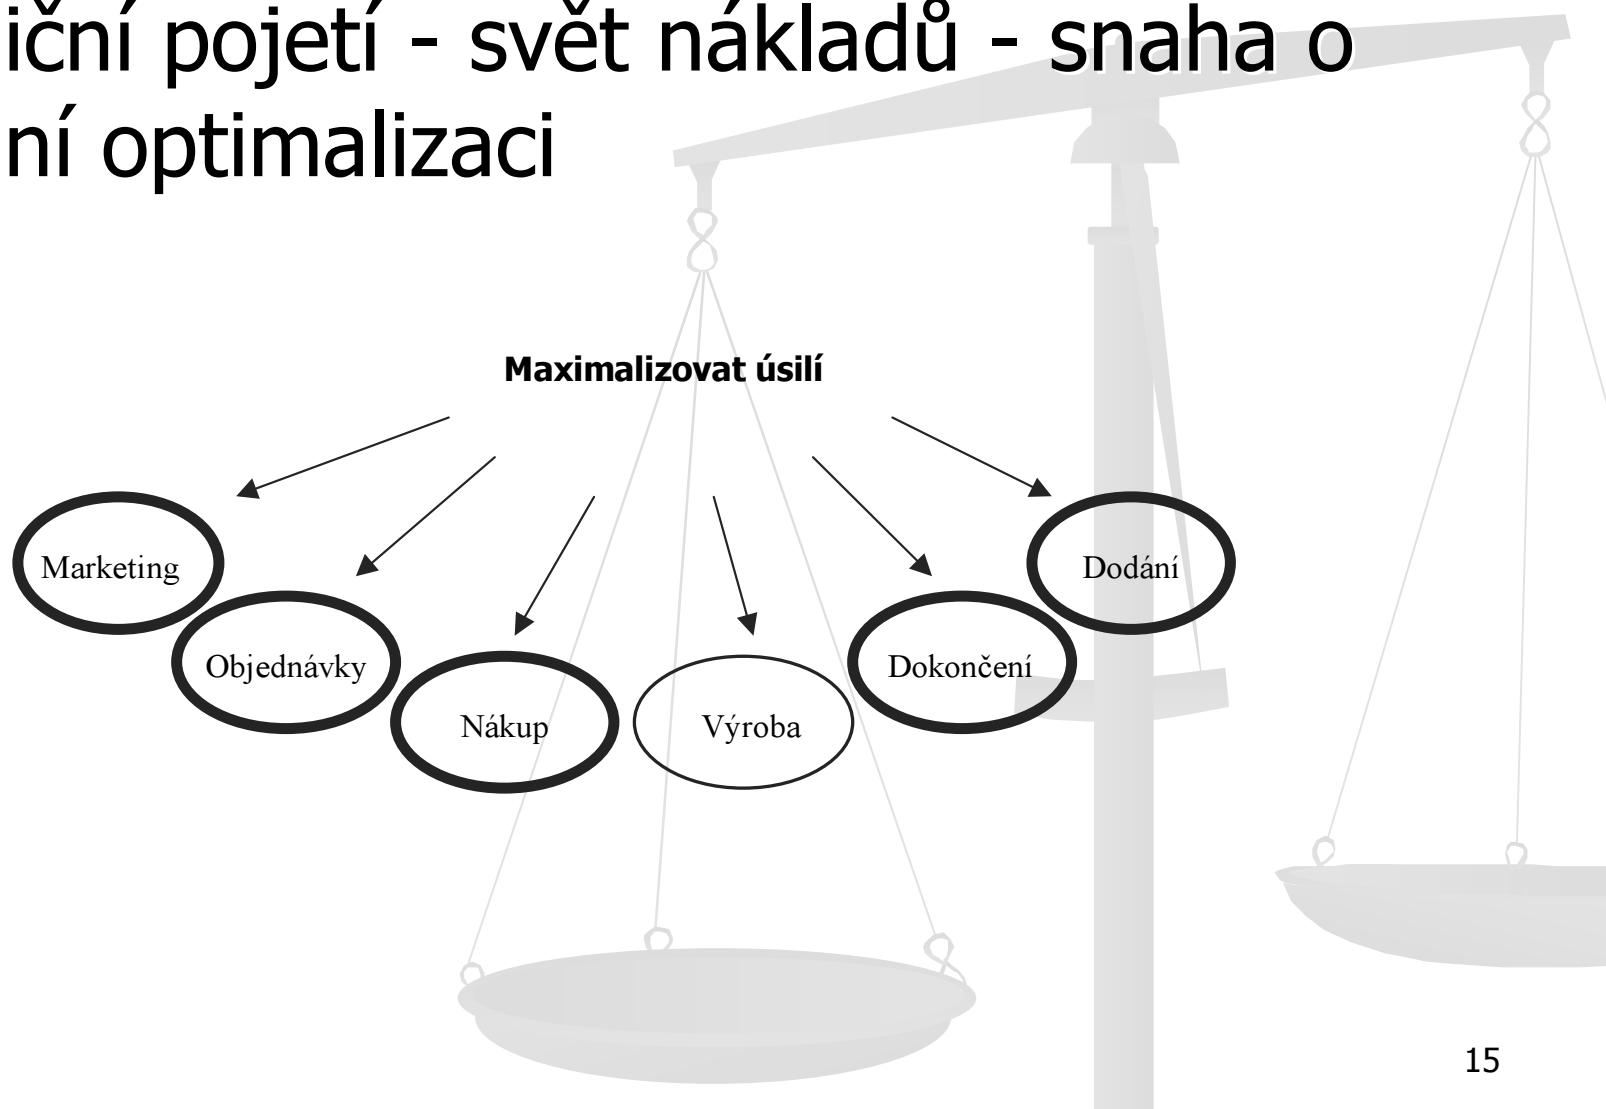 iční pojetí - svět nákladů - snaha o
ní optimalizaci
Maximalizovat úsilí
Marketing
Dodání
Objednávky
Dokončení
Nákup
Výroba
15